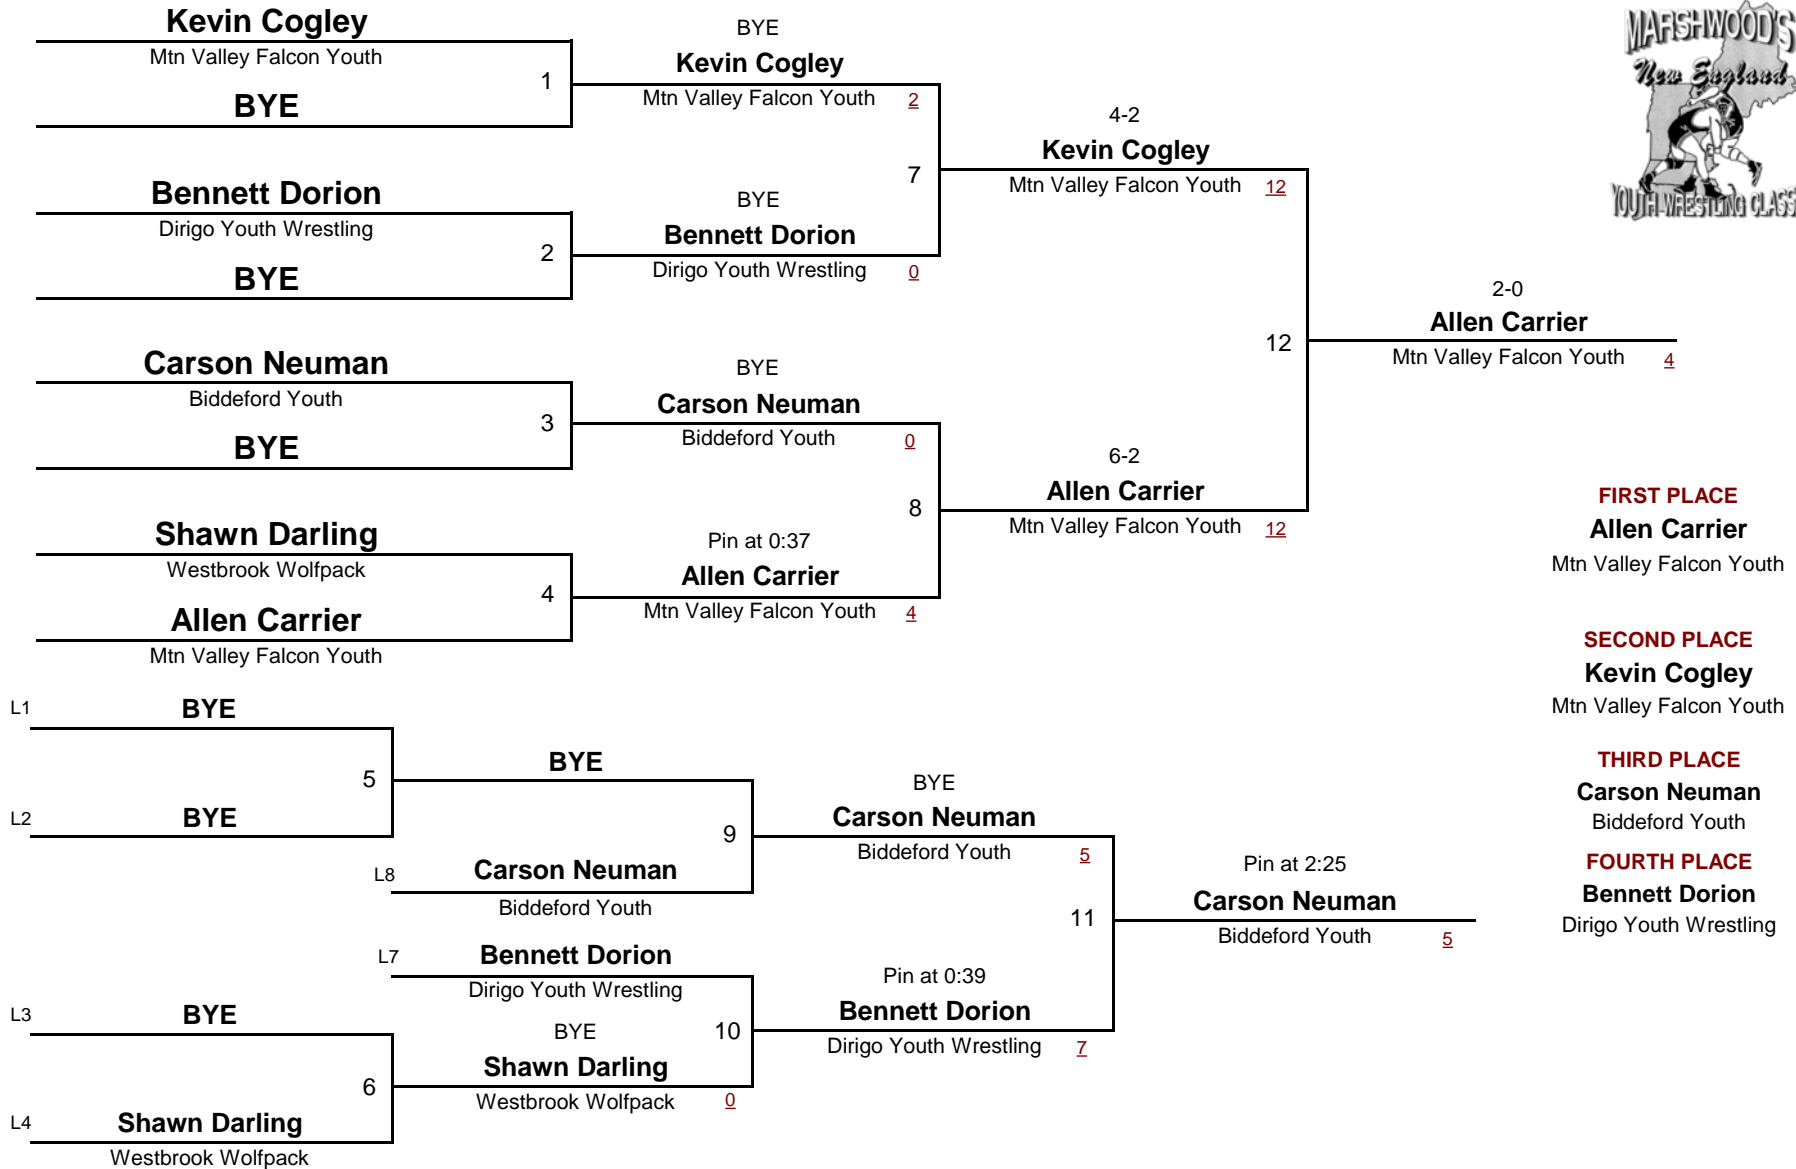 MARSHWOOD'S
New England
YOUTH WRESTLING CLASS
Kevin Cogley
Mtn Valley Falcon Youth
1
BYE
BYE
Kevin Cogley
Mtn Valley Falcon Youth 2
Bennett Dorion
Dirigo Youth Wrestling
2
BYE
7
BYE
Bennett Dorion
Dirigo Youth Wrestling 0
4-2
Kevin Cogley
Mtn Valley Falcon Youth 12
Carson Neuman
Biddeford Youth
3
BYE
BYE
Carson Neuman
Biddeford Youth 0
Shawn Darling
Westbrook Wolfpack
4
Allen Carrier
Mtn Valley Falcon Youth
8
Pin at 0:37
Allen Carrier
Mtn Valley Falcon Youth 4
6-2
Allen Carrier
Mtn Valley Falcon Youth 12
12
2-0
Allen Carrier
Mtn Valley Falcon Youth 4
FIRST PLACE
Allen Carrier
Mtn Valley Falcon Youth
SECOND PLACE
Kevin Cogley
Mtn Valley Falcon Youth
THIRD PLACE
Carson Neuman
Biddeford Youth
FOURTH PLACE
Bennett Dorion
Dirigo Youth Wrestling
L1 BYE
5
L2 BYE
BYE
9
L8 Carson Neuman
Biddeford Youth
BYE
Carson Neuman
Biddeford Youth 5
L7 Bennett Dorion
Dirigo Youth Wrestling
10
L3 BYE
6
L4 Shawn Darling
Westbrook Wolfpack
BYE
Shawn Darling
Westbrook Wolfpack 0
11
Pin at 0:39
Bennett Dorion
Dirigo Youth Wrestling 7
Pin at 2:25
Carson Neuman
Biddeford Youth 5